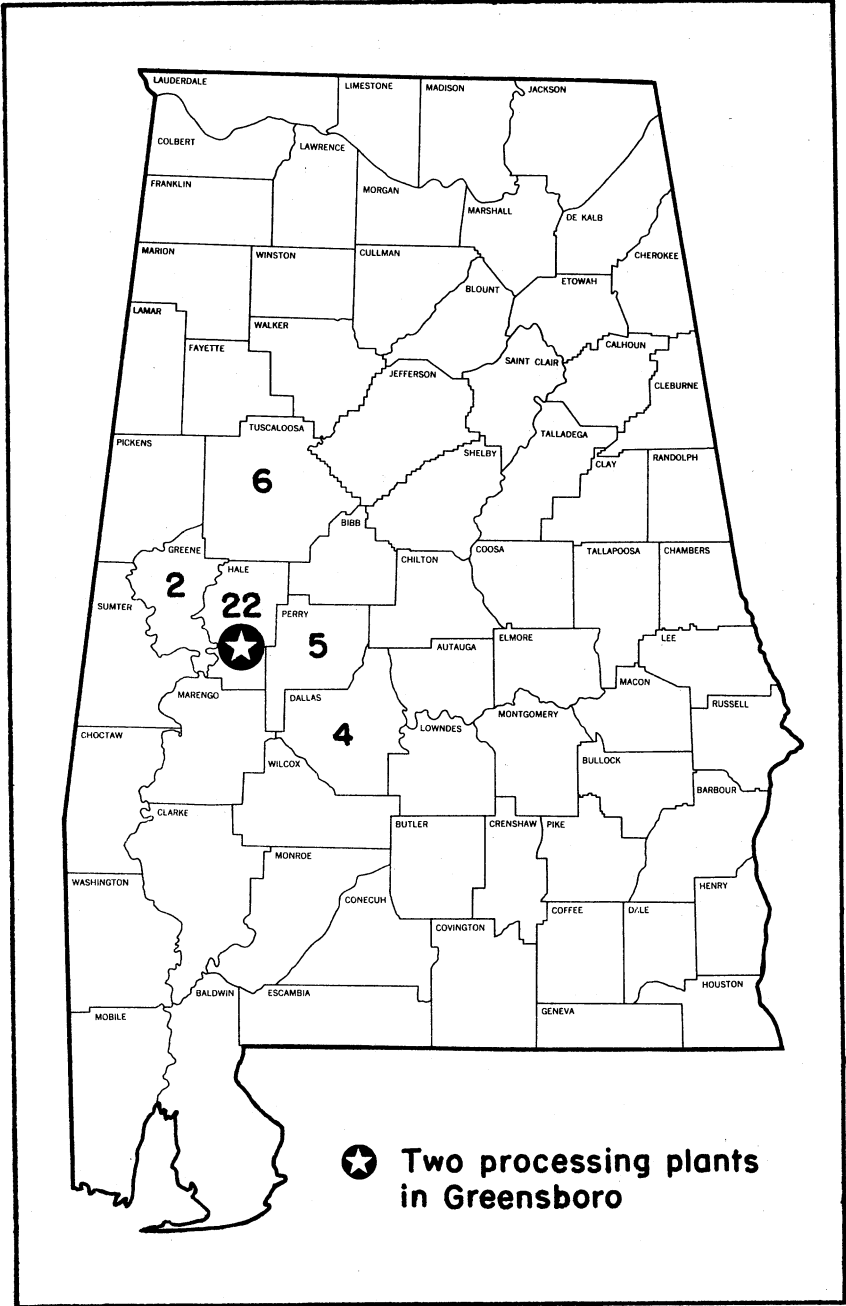 LAUDERDALE
LIMESTONE
MADISON
JACKSON
COLBERT
LAWRENCE
FRANKLIN
MORGAN
MARSHALL
DE KALB
MARION
WINSTON
CULLMAN
CHEROKEE
BLOUNT
ETOWAH
LAMAR
WALKER
FAYETTE
CALHOUN
SAINT CLAIR
JEFFERSON
CLEBURNE
TUSCALOOSA
TALLADEGA
PICKENS
SHELBY
CLAY
RANDOLPH
6
BIBB
GREENE
COOSA
TALLAPOOSA
CHAMBERS
CHILTON
HALE
2
22
SUMTER
PERRY
5
ELMORE
LEE
AUTAUGA
MACON
MARENGO
DALLAS
RUSSELL
MONTGOMERY
LOWNDES
CHOCTAW
4
WILCOX
BULLOCK
BARBOUR
CLARKE
BUTLER
CRENSHAW
PIKE
MONROE
WASHINGTON
HENRY
CONECUH
COFFEE
DALE
COVINGTON
HOUSTON
BALDWIN
ESCAMBIA
GENEVA
MOBILE
Two processing plants
in Greensboro